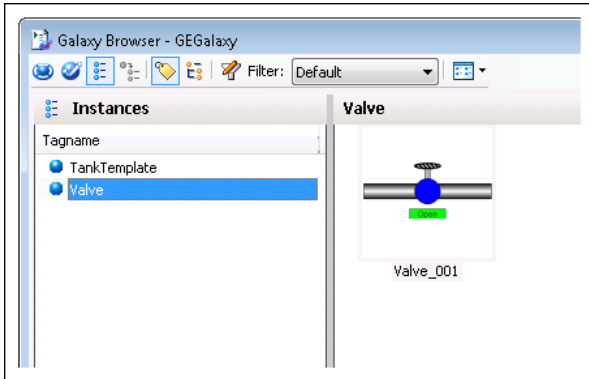 Galaxy Browser - GEGalaxy
Filter: Default
Instances
Valve
Tagname
TankTemplate
Valve
Open
Valve_001